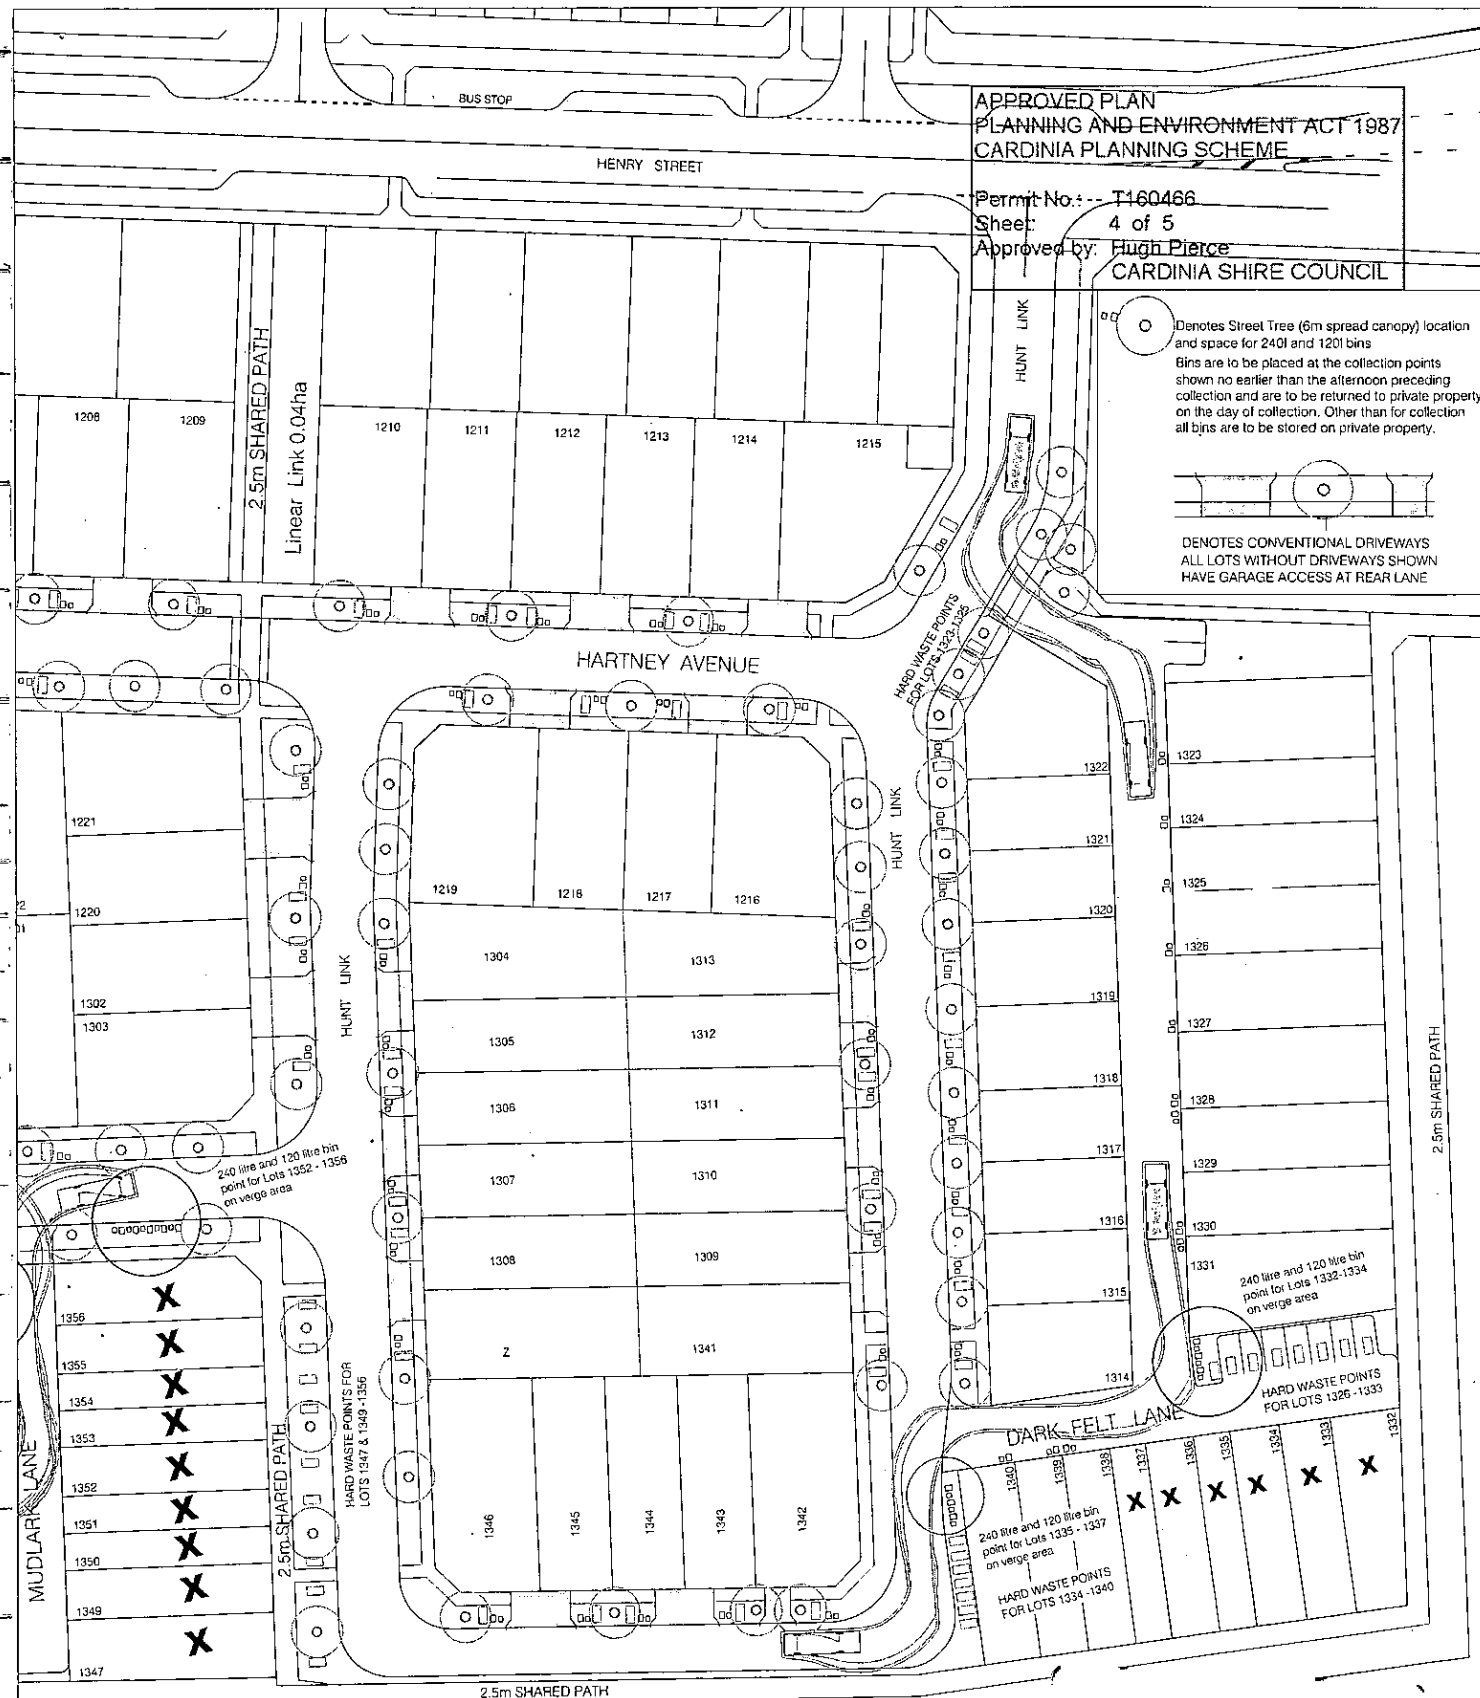 BUS STOP
HENRY STREET
APPROVED PLAN
PLANNING AND ENVIRONMENT ACT 1987
CARDINIA PLANNING SCHEME
Permit No.: T160466
Sheet: 4 of 5
Approved by: Hugh Pierce
CARDINIA SHIRE COUNCIL
Denotes Street Tree (6m spread canopy) location
and space for 240l and 120l bins
Bins are to be placed at the collection points
shown no earlier than the afternoon preceding
collection and are to be returned to private property
on the day of collection. Other than for collection
all bins are to be stored on private property.
DENOTES CONVENTIONAL DRIVEWAYS
ALL LOTS WITHOUT DRIVEWAYS SHOWN
HAVE GARAGE ACCESS AT REAR LANE
HUNT LINK
2.5m SHARED PATH
Linear Link 0.04ha
1208
1209
1210
1211
1212
1213
1214
1215
HARTNEY AVENUE
HARD WASTE POINTS
FOR LOTS 1323-1325
1221
1220
1302
1303
HUNT LINK
1219
1218
1217
1216
1304
1313
1305
1312
1306
1311
1307
1310
1308
1309
Z
1341
1346
1345
1344
1343
1342
HUNT LINK
1322
1321
1320
1319
1318
1317
1316
1315
1314
1323
1324
1325
1326
1327
1328
1329
1330
1331
2.5m SHARED PATH
240 litre and 120 litre bin
point for Lots 1352 - 1356
on verge area
240 litre and 120 litre bin
point for Lots 1332-1334
on verge area
HARD WASTE POINTS
FOR LOTS 1326 -1333
DARK FELT LANE
1340
1339
1338
1337
1336
1335
1334
1333
1332
X X X X X X
240 litre and 120 litre bin
point for Lots 1335 - 1337
on verge area
HARD WASTE POINTS
FOR LOTS 1334 -1340
MUDLARK LANE
X
1356
X
1355
X
1354
X
1353
X
1352
X
1351
X
1350
X
1349
X
1347
2.5m SHARED PATH
HARD WASTE POINTS FOR
LOTS 1347 & 1349 -1356
2.5m SHARED PATH